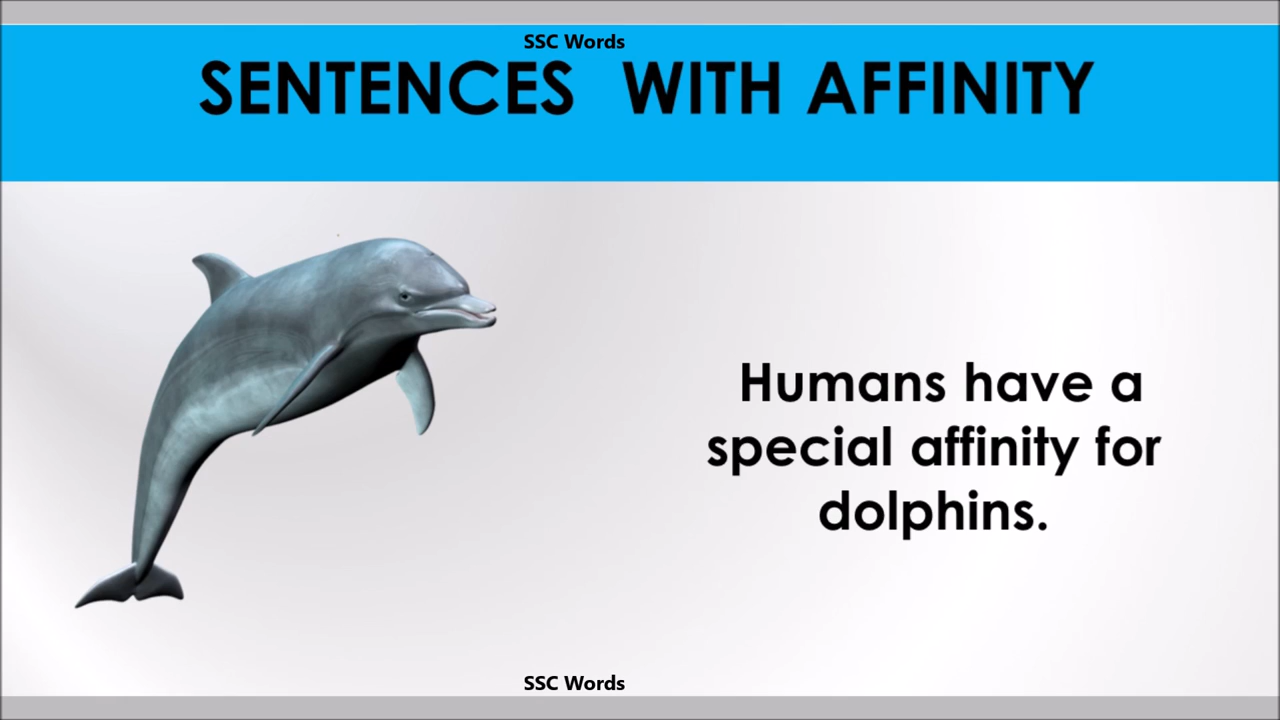 SSC Words
SENTENCES WITH AFFINITY
Humans have a
special affinity for
dolphins.
SSC Words